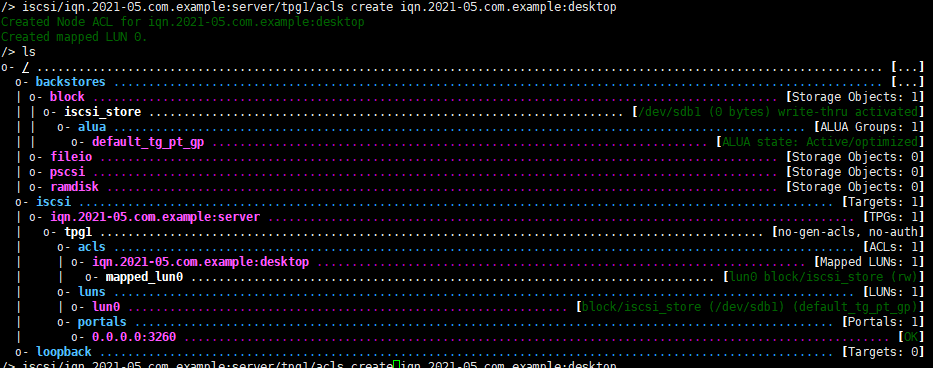 /> iscsi/iqn.2021-05.com.example:server/tpg1/acls create iqn.2021-05.com.example:desktop
Created Node ACL for iqn.2021-05.com.example:desktop
Created mapped LUN 0.
/> ls
o- / ........................................................................................................................ [...]
  o- backstores ............................................................................................................. [...]
  | o- block ................................................................................................. [Storage Objects: 1]
  | | o- iscsi_store .................................................................... [/dev/sdb1 (0 bytes) write-thru activated]
  | |   o- alua .................................................................................................. [ALUA Groups: 1]
  | |     o- default_tg_pt_gp ...................................................................... [ALUA state: Active/optimized]
  | o- fileio ................................................................................................ [Storage Objects: 0]
  | o- pscsi ................................................................................................. [Storage Objects: 0]
  | o- ramdisk ............................................................................................... [Storage Objects: 0]
  o- iscsi ........................................................................................................... [Targets: 1]
  | o- iqn.2021-05.com.example:server ................................................................................... [TPGs: 1]
  |   o- tpg1 .............................................................................................. [no-gen-acls, no-auth]
  |     o- acls ......................................................................................................... [ACLs: 1]
  |     | o- iqn.2021-05.com.example:desktop ..................................................................... [Mapped LUNs: 1]
  |     |   o- mapped_lun0 ............................................................................ [lun0 block/iscsi_store (rw)]
  |     o- luns ......................................................................................................... [LUNs: 1]
  |     | o- lun0 ................................................................ [block/iscsi_store (/dev/sdb1) (default_tg_pt_gp)]
  |     o- portals ................................................................................................... [Portals: 1]
  |       o- 0.0.0.0:3260 .................................................................................................... [OK]
  o- loopback ........................................................................................................ [Targets: 0]
/> iscsi/iqn.2021-05.com.example:server/tpg1/acls create iqn.2021-05.com.example:desktop